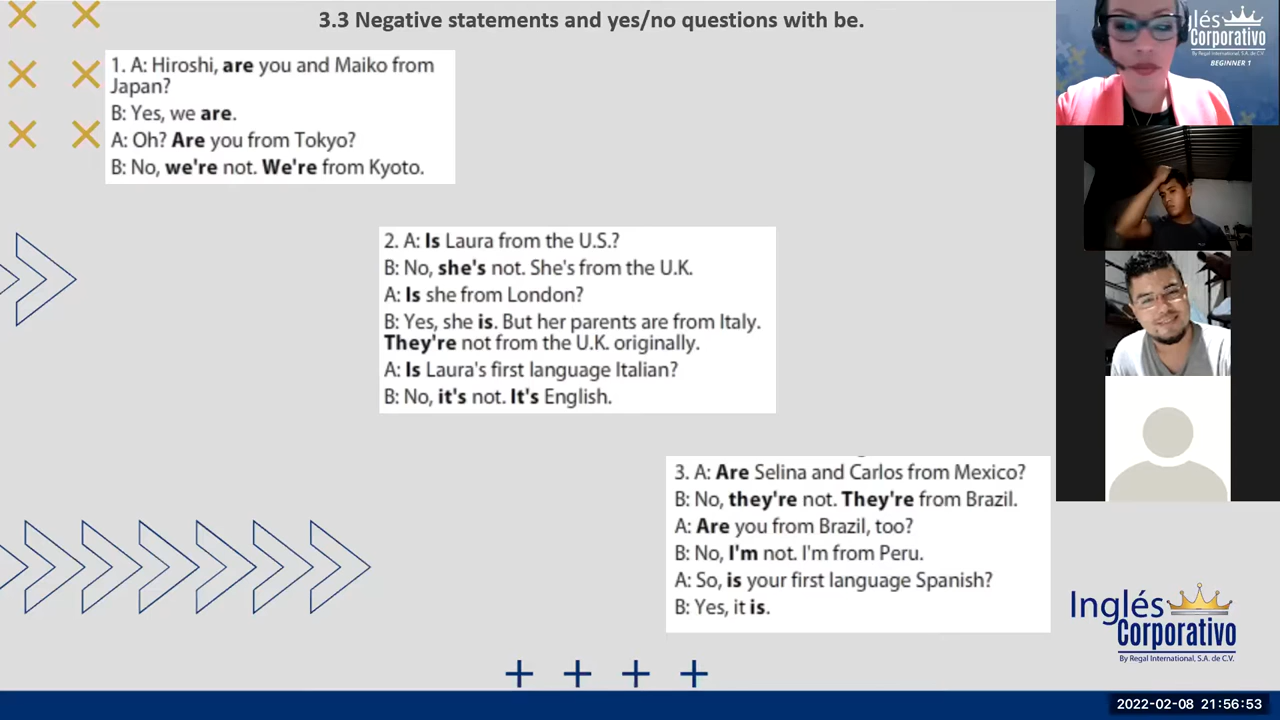 3.3 Negative statements and yes/no questions with be.
1. A: Hiroshi, are you and Maiko from
Japan?
B: Yes, we are.
A: Oh? Are you from Tokyo?
B: No, we're not. We're from Kyoto.
2. A: Is Laura from the U.S.?
B: No, she's not. She's from the U.K.
A: Is she from London?
B: Yes, she is. But her parents are from Italy.
They're not from the U.K. originally.
A: Is Laura's first language Italian?
B: No, it's not. It's English.
3. A: Are Selina and Carlos from Mexico?
B: No, they're not. They're from Brazil.
A: Are you from Brazil, too?
B: No, I'm not. I'm from Peru.
A: So, is your first language Spanish?
B: Yes, it is.
lés
Corporativo
By Regal International, S.A. de C.V.
BEGINNER 1
Inglés
Corporativo
By Regal International, S.A. de C.V.
2022-02-08 21:56:53